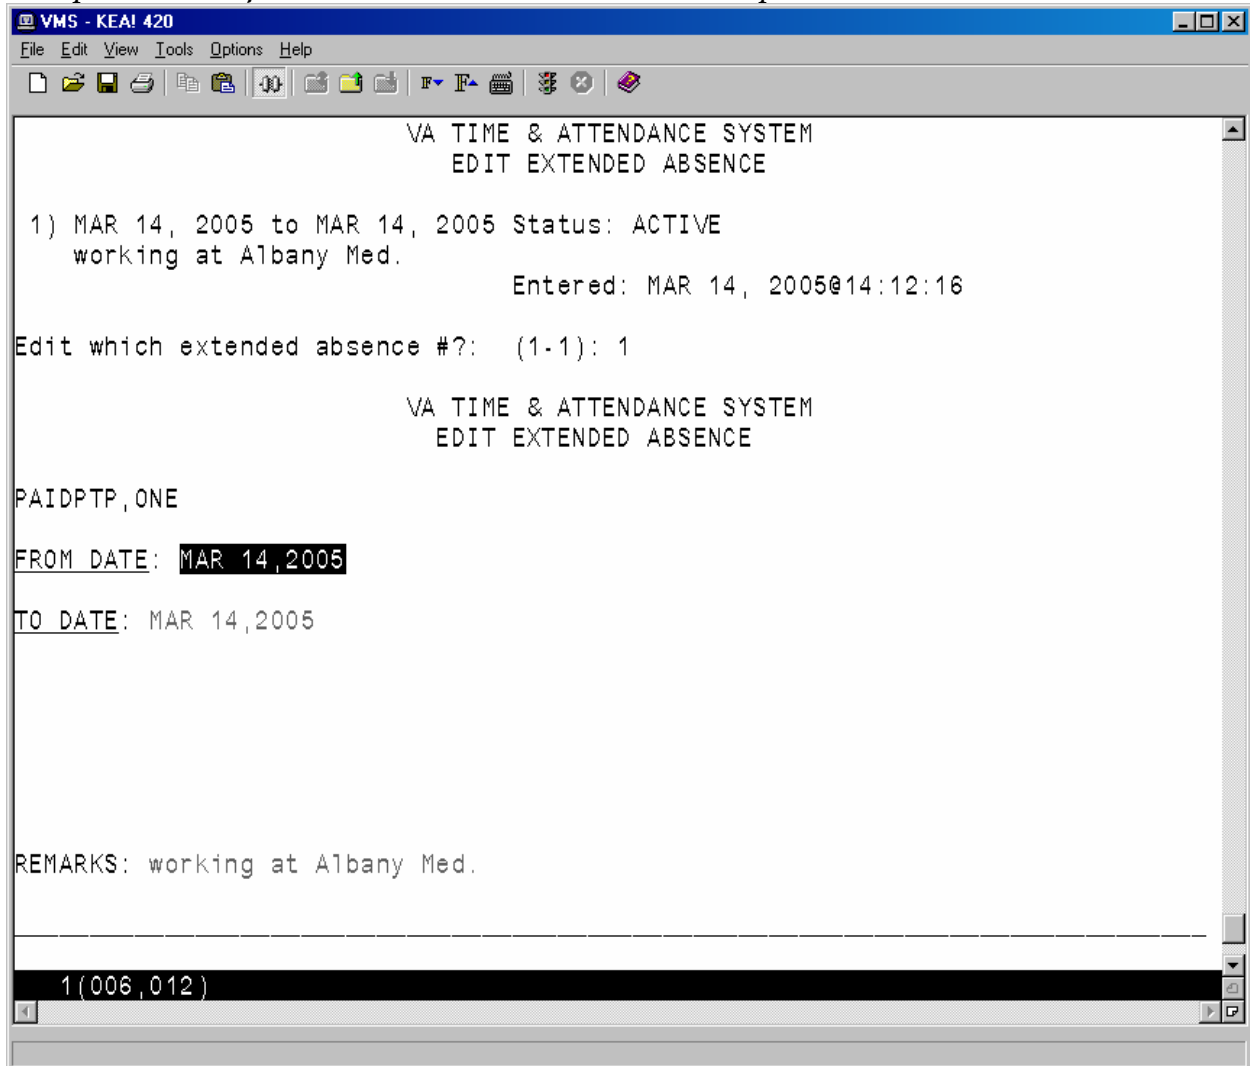 VMS - KEA! 420
File Edit View Tools Options Help
VA TIME & ATTENDANCE SYSTEM
EDIT EXTENDED ABSENCE
1) MAR 14, 2005 to MAR 14, 2005 Status: ACTIVE
working at Albany Med.
Entered: MAR 14, 2005@14:12:16
Edit which extended absence #?: (1-1): 1
VA TIME & ATTENDANCE SYSTEM
EDIT EXTENDED ABSENCE
PAIDPTP,ONE
FROM DATE: MAR 14,2005
TO DATE: MAR 14,2005
REMARKS: working at Albany Med.
1(006,012)